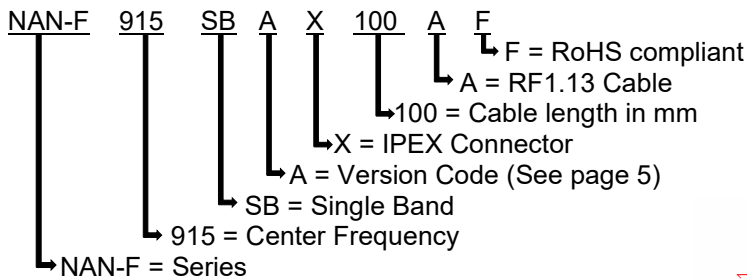 NAN-F 915 SB A X 100 A F
F = RoHS compliant
A = RF1.13 Cable
100 = Cable length in mm
X = IPEX Connector
A = Version Code (See page 5)
SB = Single Band
915 = Center Frequency
NAN-F = Series